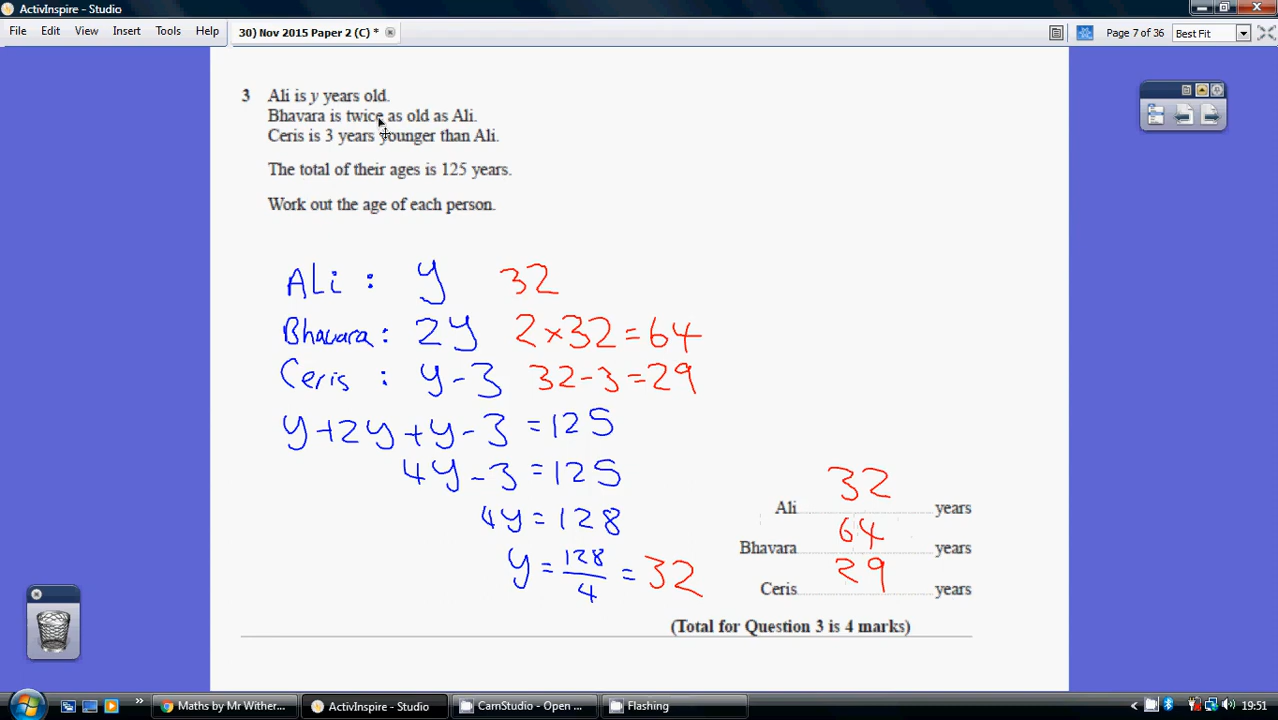 ActivInspire - Studio
File Edit View Insert Tools Help 30) Nov 2015 Paper 2 (C) * Page 7 of 36 Best Fit
3 Ali is y years old.
Bhavara is twice as old as Ali.
Ceris is 3 years younger than Ali.
The total of their ages is 125 years.
Work out the age of each person.
Ali : y 32
Bhavara : 2y 2×32=64
Ceris : y-3 32-3=29
y+2y+y-3 =125
4y-3 =125
4y=128
y= 128/4 = 32
Ali 32 years
Bhavara 64 years
Ceris 29 years
(Total for Question 3 is 4 marks)
Maths by Mr Wither... ActivInspire - Studio CamStudio - Open ... Flashing 19:51